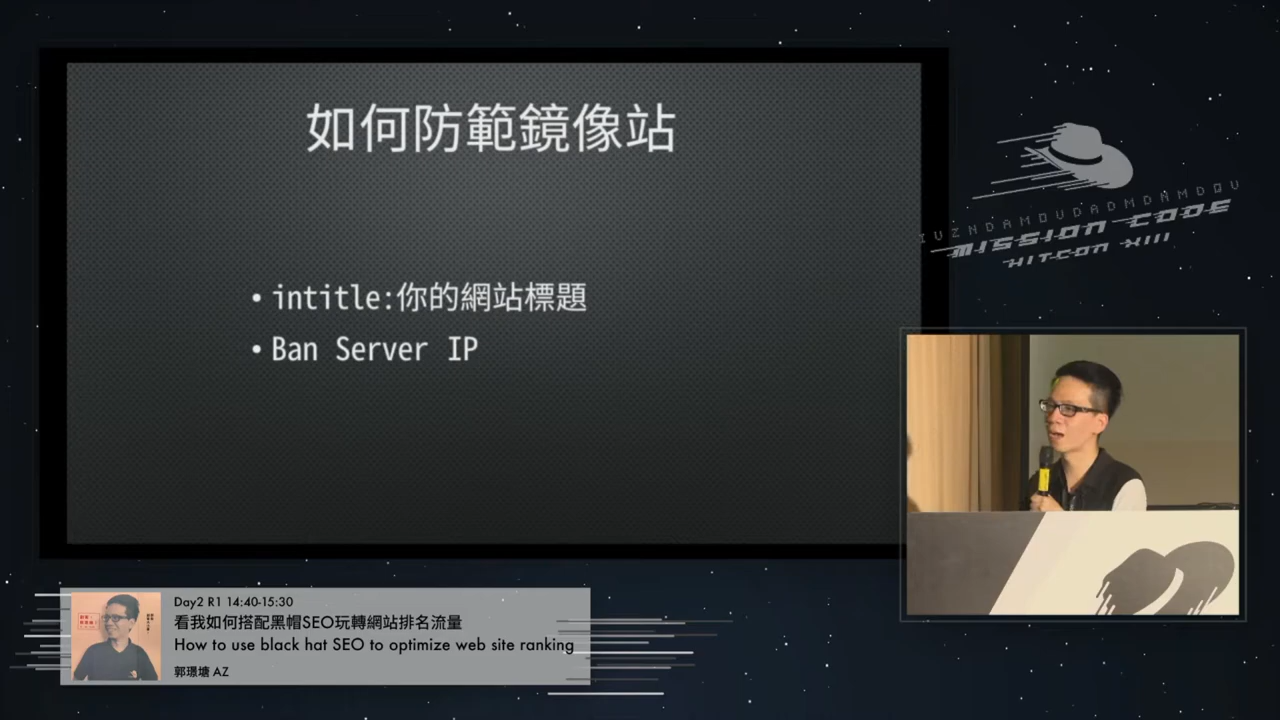 如何防範鏡像站
• intitle:你的網站標題
• Ban Server IP
MISSION CODE
HITCON XIII
Day2 R1 14:40-15:30
看我如何搭配黑帽SEO玩轉網站排名流量
How to use black hat SEO to optimize web site ranking
郭璟塘 AZ